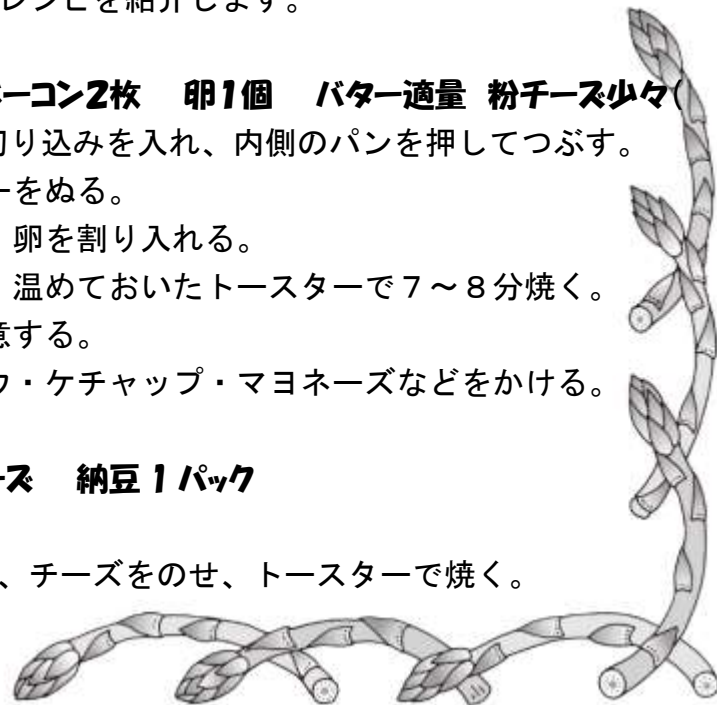 レシピを紹介します。
ベーコン2枚 卵1個 バター適量 粉チーズ少々(
切り込みを入れ、内側のパンを押してつぶす。
ーをぬる。
、卵を割り入れる。
、温めておいたトースターで７～８分焼く。
意する。
ウ・ケチャップ・マヨネーズなどをかける。
ーズ 納豆１パック
、チーズをのせ、トースターで焼く。